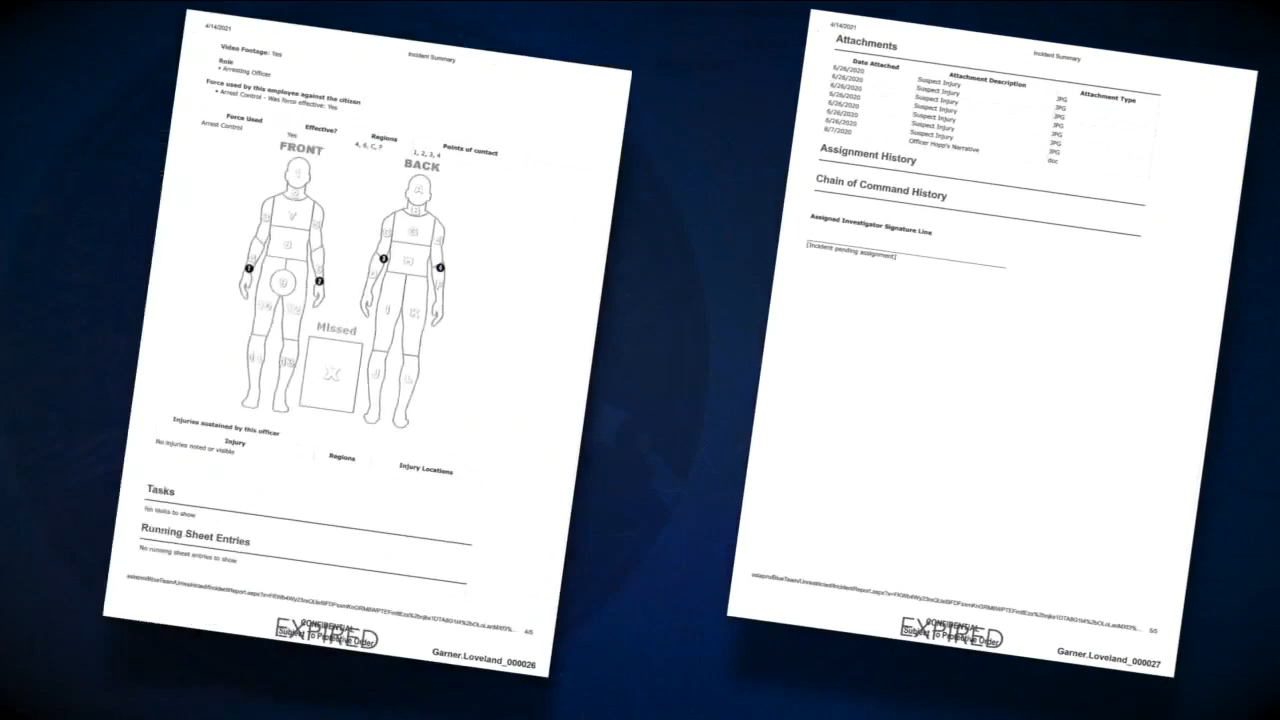 4/14/2021
Incident Summary
Video Footage: Yes
Role
• Arresting Officer
Force used by this employee against the citizen
• Arrest Control - Was force effective: Yes
Force Used Effective? Regions Points of contact
Arrest Control Yes 4, 6, C, F 1, 2, 3, 4
FRONT BACK
Missed
X
Injuries sustained by this officer
Injury Regions Injury Locations
No injuries noted or visible
Tasks
No tasks to show
Running Sheet Entries
No running sheet entries to show
4/5
CONFIDENTIAL
EXPIRED
Subject To Protective Order
Garner.Loveland_000026
4/14/2021
Incident Summary
Attachments
Date Attached Attachment Description Attachment Type
6/26/2020 Suspect Injury JPG
6/26/2020 Suspect Injury JPG
6/26/2020 Suspect Injury JPG
6/26/2020 Suspect Injury JPG
6/26/2020 Suspect Injury JPG
6/26/2020 Suspect Injury JPG
6/26/2020 Suspect Injury JPG
8/7/2020 Officer Hopp's Narrative doc
Assignment History
Chain of Command History
Assigned Investigator Signature Line
[Incident pending assignment]
5/5
CONFIDENTIAL
EXPIRED
Subject To Protective Order
Garner.Loveland_000027